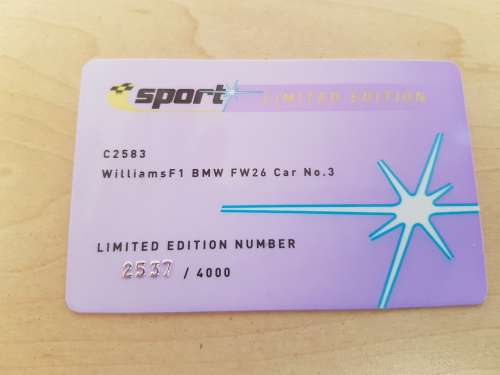 sport LIMITED EDITION
C2583
WilliamsF1 BMW FW26 Car No.3
LIMITED EDITION NUMBER
2537 / 4000